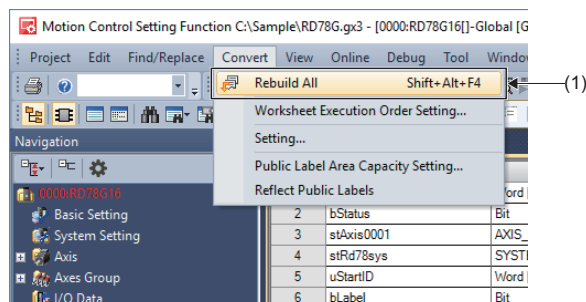 Motion Control Setting Function C:\Sample\RD78G.gx3 - [0000:RD78G16[]-Global [G
Project Edit Find/Replace Convert View Online Debug Tool Window
Rebuild All Shift+Alt+F4 (1)
Worksheet Execution Order Setting...
Navigation
Setting...
Public Label Area Capacity Setting...
0000:RD78G16
Reflect Public Labels
Basic Setting 2 bStatus Bit
System Setting 3 stAxis0001 AXIS_
Axis 4 stRd78sys SYSTE
Axes Group 5 uStartID Word
I/O Data 6 bLabel Bit